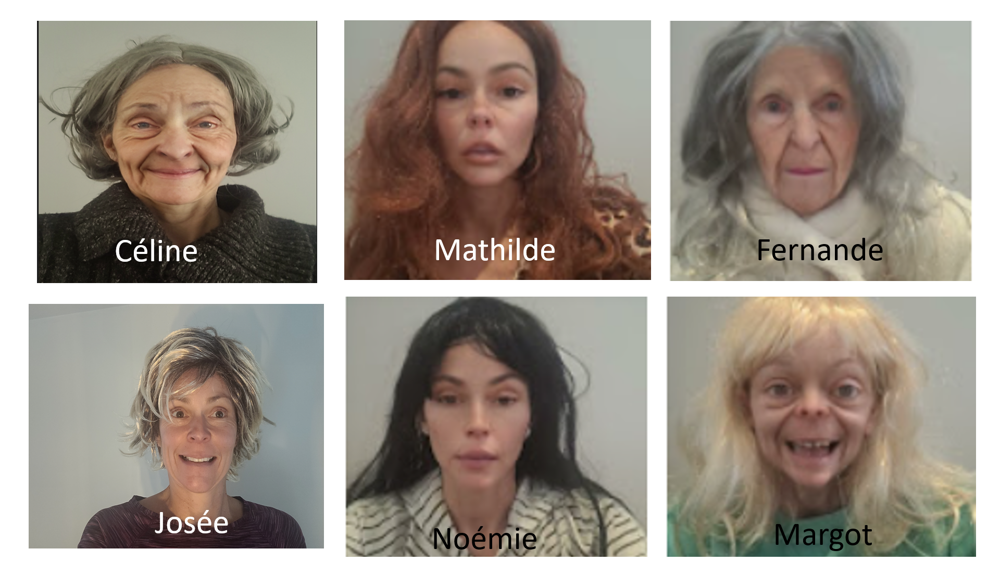 Céline
Mathilde
Fernande
Josée
Noémie
Margot